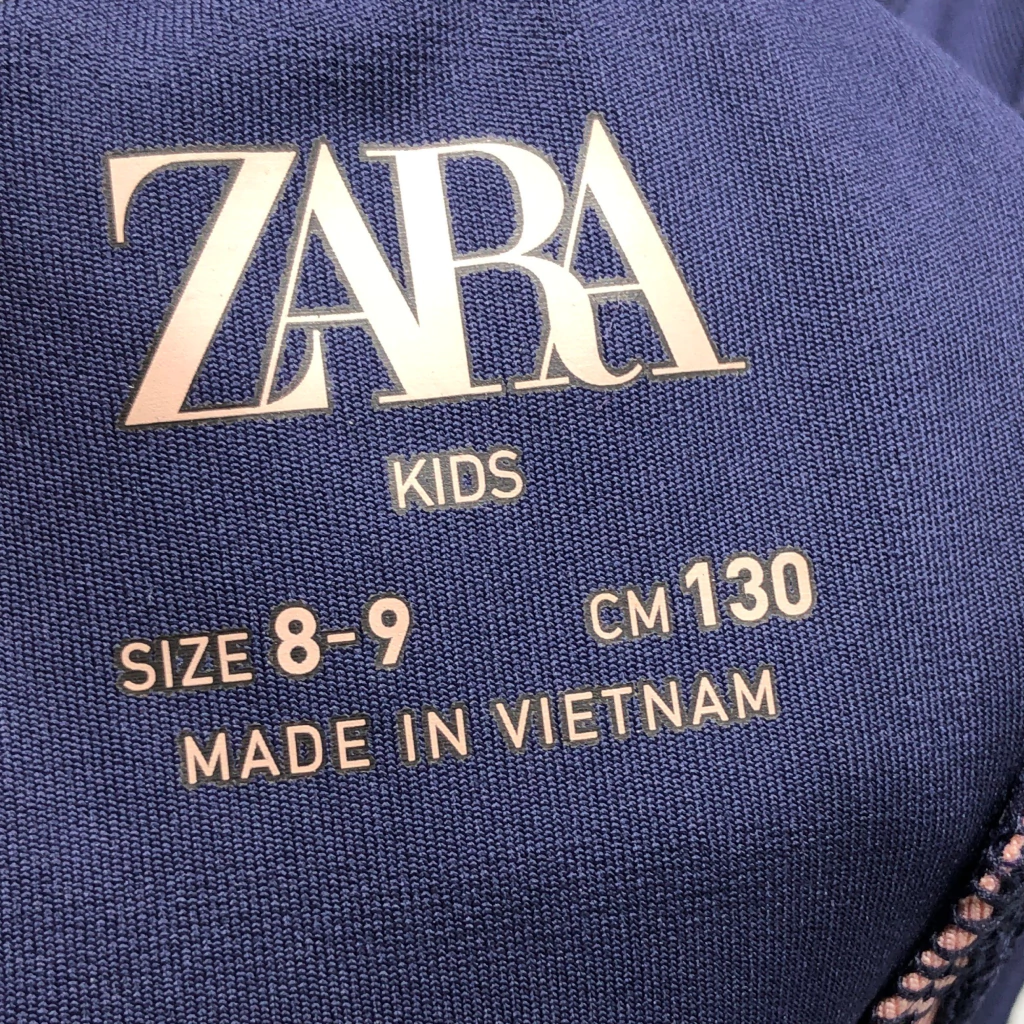 ZARA
KIDS
SIZE 8-9 CM 130
MADE IN VIETNAM